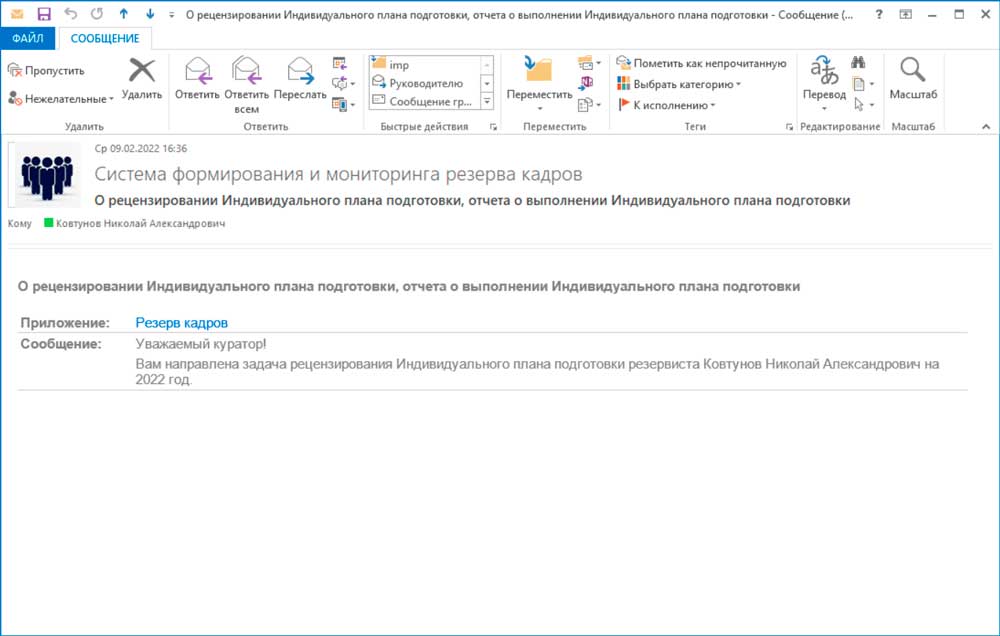 О рецензировании Индивидуального плана подготовки, отчета о выполнении Индивидуального плана подготовки - Сообщение (...
?
ФАЙЛ
СООБЩЕНИЕ
Пропустить
Нежелательные
Удалить
Ответить
Ответить всем
Переслать
imp
Руководителю
Сообщение гр...
Переместить
Пометить как непрочитанную
Выбрать категорию
К исполнению
Перевод
Масштаб
Удалить
Ответить
Быстрые действия
Переместить
Теги
Редактирование
Масштаб
Ср 09.02.2022 16:36
Система формирования и мониторинга резерва кадров
О рецензировании Индивидуального плана подготовки, отчета о выполнении Индивидуального плана подготовки
Кому Ковтунов Николай Александрович
О рецензировании Индивидуального плана подготовки, отчета о выполнении Индивидуального плана подготовки
Приложение: Резерв кадров
Сообщение: Уважаемый куратор!
Вам направлена задача рецензирования Индивидуального плана подготовки резервиста Ковтунов Николай Александрович на
2022 год.